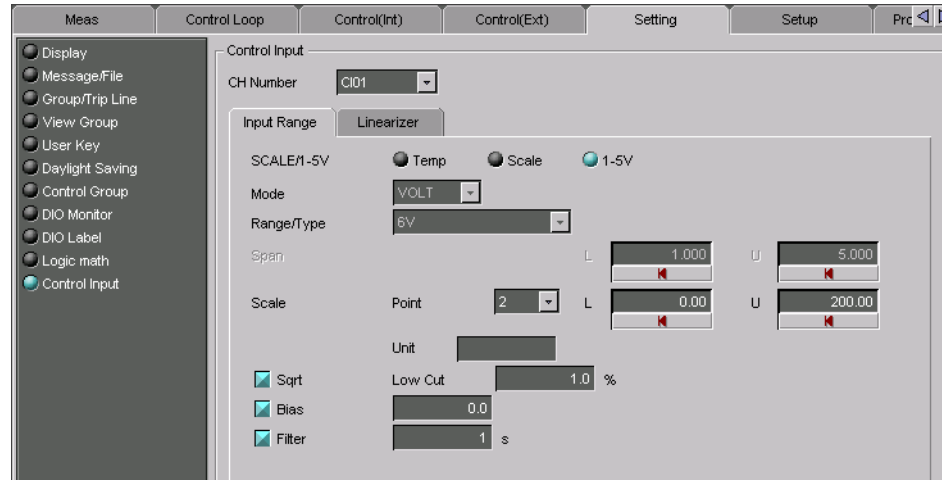 Meas Control Loop Control(Int) Control(Ext) Setting Setup
Display
Message/File
Group/Trip Line
View Group
User Key
Daylight Saving
Control Group
DIO Monitor
DIO Label
Logic math
Control Input
Control Input
CH Number CI01
Input Range Linearizer
SCALE/1-5V Temp Scale 1-5V
Mode VOLT
Range/Type 6V
Span L 1.000 U 5.000
Scale Point 2 L 0.00 U 200.00
Unit
Sqrt Low Cut 1.0 %
Bias 0.0
Filter 1 s